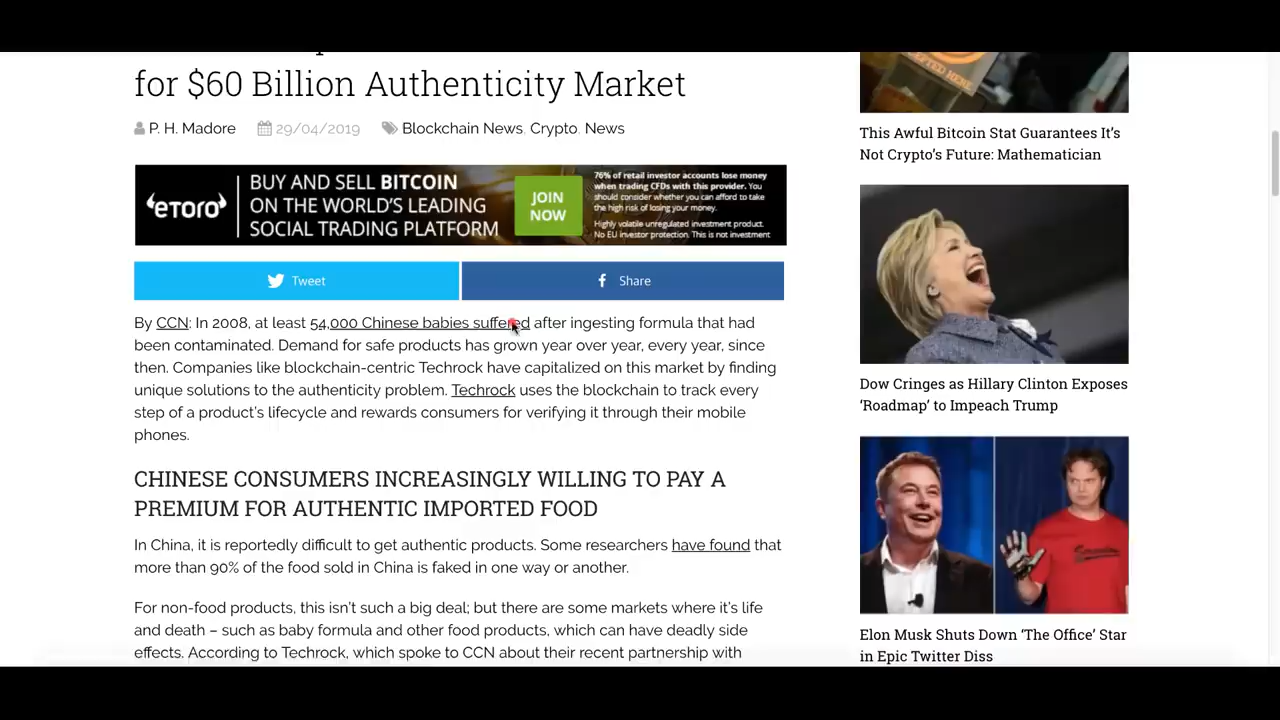 for $60 Billion Authenticity Market
P. H. Madore 29/04/2019 Blockchain News, Crypto, News
eTORO
BUY AND SELL BITCOIN
ON THE WORLD'S LEADING
SOCIAL TRADING PLATFORM
JOIN
NOW
76% of retail investor accounts lose money
when trading CFDs with this provider. You
should consider whether you can afford to take
the high risk of losing your money.
Highly volatile unregulated investment product.
No EU investor protection. This is not investment
Tweet
Share
By CCN: In 2008, at least 54,000 Chinese babies suffered after ingesting formula that had
been contaminated. Demand for safe products has grown year over year, every year, since
then. Companies like blockchain-centric Techrock have capitalized on this market by finding
unique solutions to the authenticity problem. Techrock uses the blockchain to track every
step of a product's lifecycle and rewards consumers for verifying it through their mobile
phones.
CHINESE CONSUMERS INCREASINGLY WILLING TO PAY A
PREMIUM FOR AUTHENTIC IMPORTED FOOD
In China, it is reportedly difficult to get authentic products. Some researchers have found that
more than 90% of the food sold in China is faked in one way or another.
For non-food products, this isn't such a big deal; but there are some markets where it's life
and death – such as baby formula and other food products, which can have deadly side
effects. According to Techrock, which spoke to CCN about their recent partnership with
This Awful Bitcoin Stat Guarantees It's
Not Crypto's Future: Mathematician
Dow Cringes as Hillary Clinton Exposes
'Roadmap' to Impeach Trump
Elon Musk Shuts Down 'The Office' Star
in Epic Twitter Diss